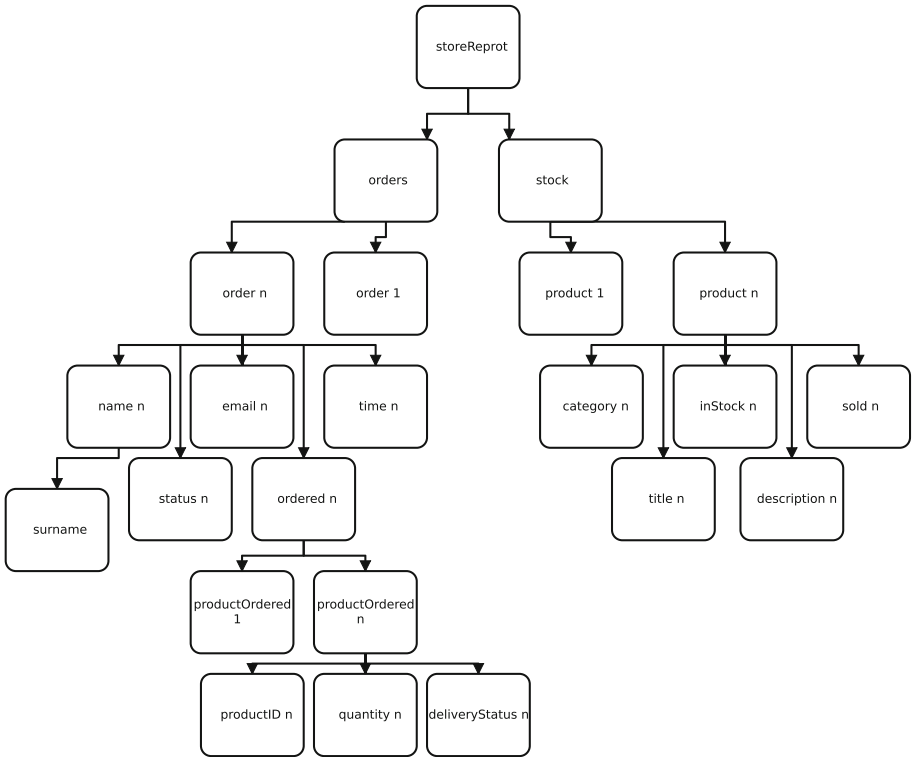 storeReprot
orders
stock
order n
order 1
product 1
product n
name n
email n
time n
category n
inStock n
sold n
status n
ordered n
title n
description n
surname
productOrdered
1
productOrdered
n
productID n
quantity n
deliveryStatus n